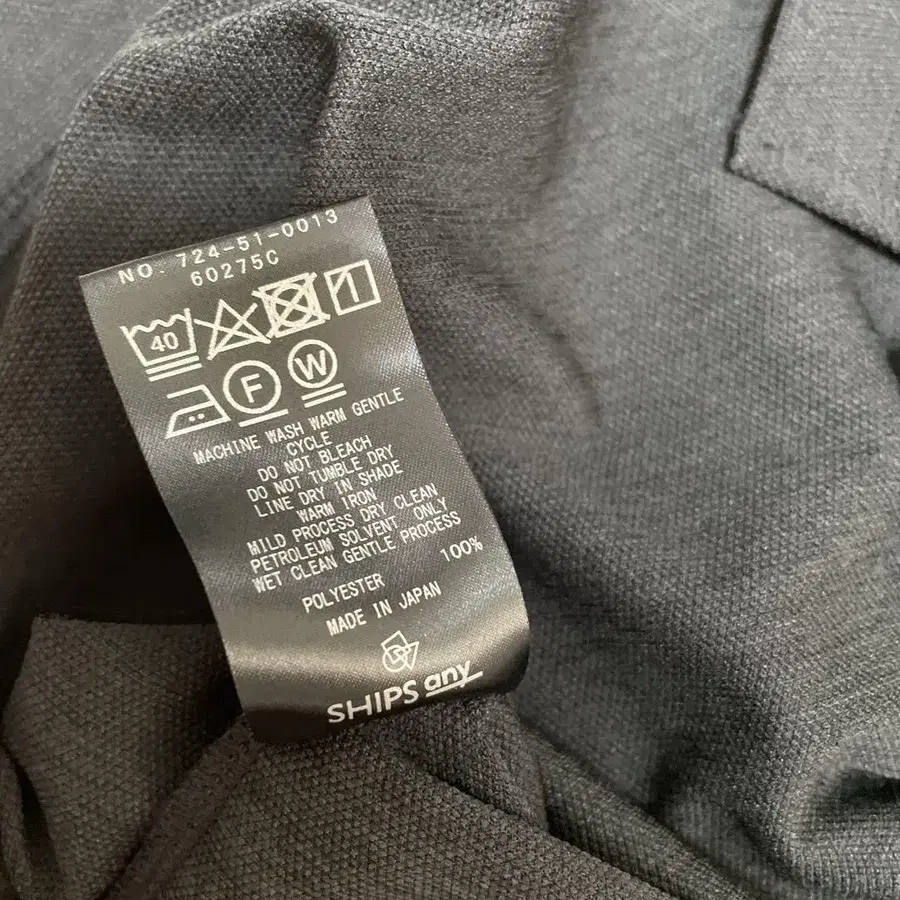 NO. 724-51-0013
60275C
40
F W
MACHINE WASH WARM GENTLE
CYCLE
DO NOT BLEACH
DO NOT TUMBLE DRY
LINE DRY IN SHADE
WARM IRON
MILD PROCESS DRY CLEAN
PETROLEUM SOLVENT ONLY
WET CLEAN GENTLE PROCESS
POLYESTER 100%
MADE IN JAPAN
SHIPS any